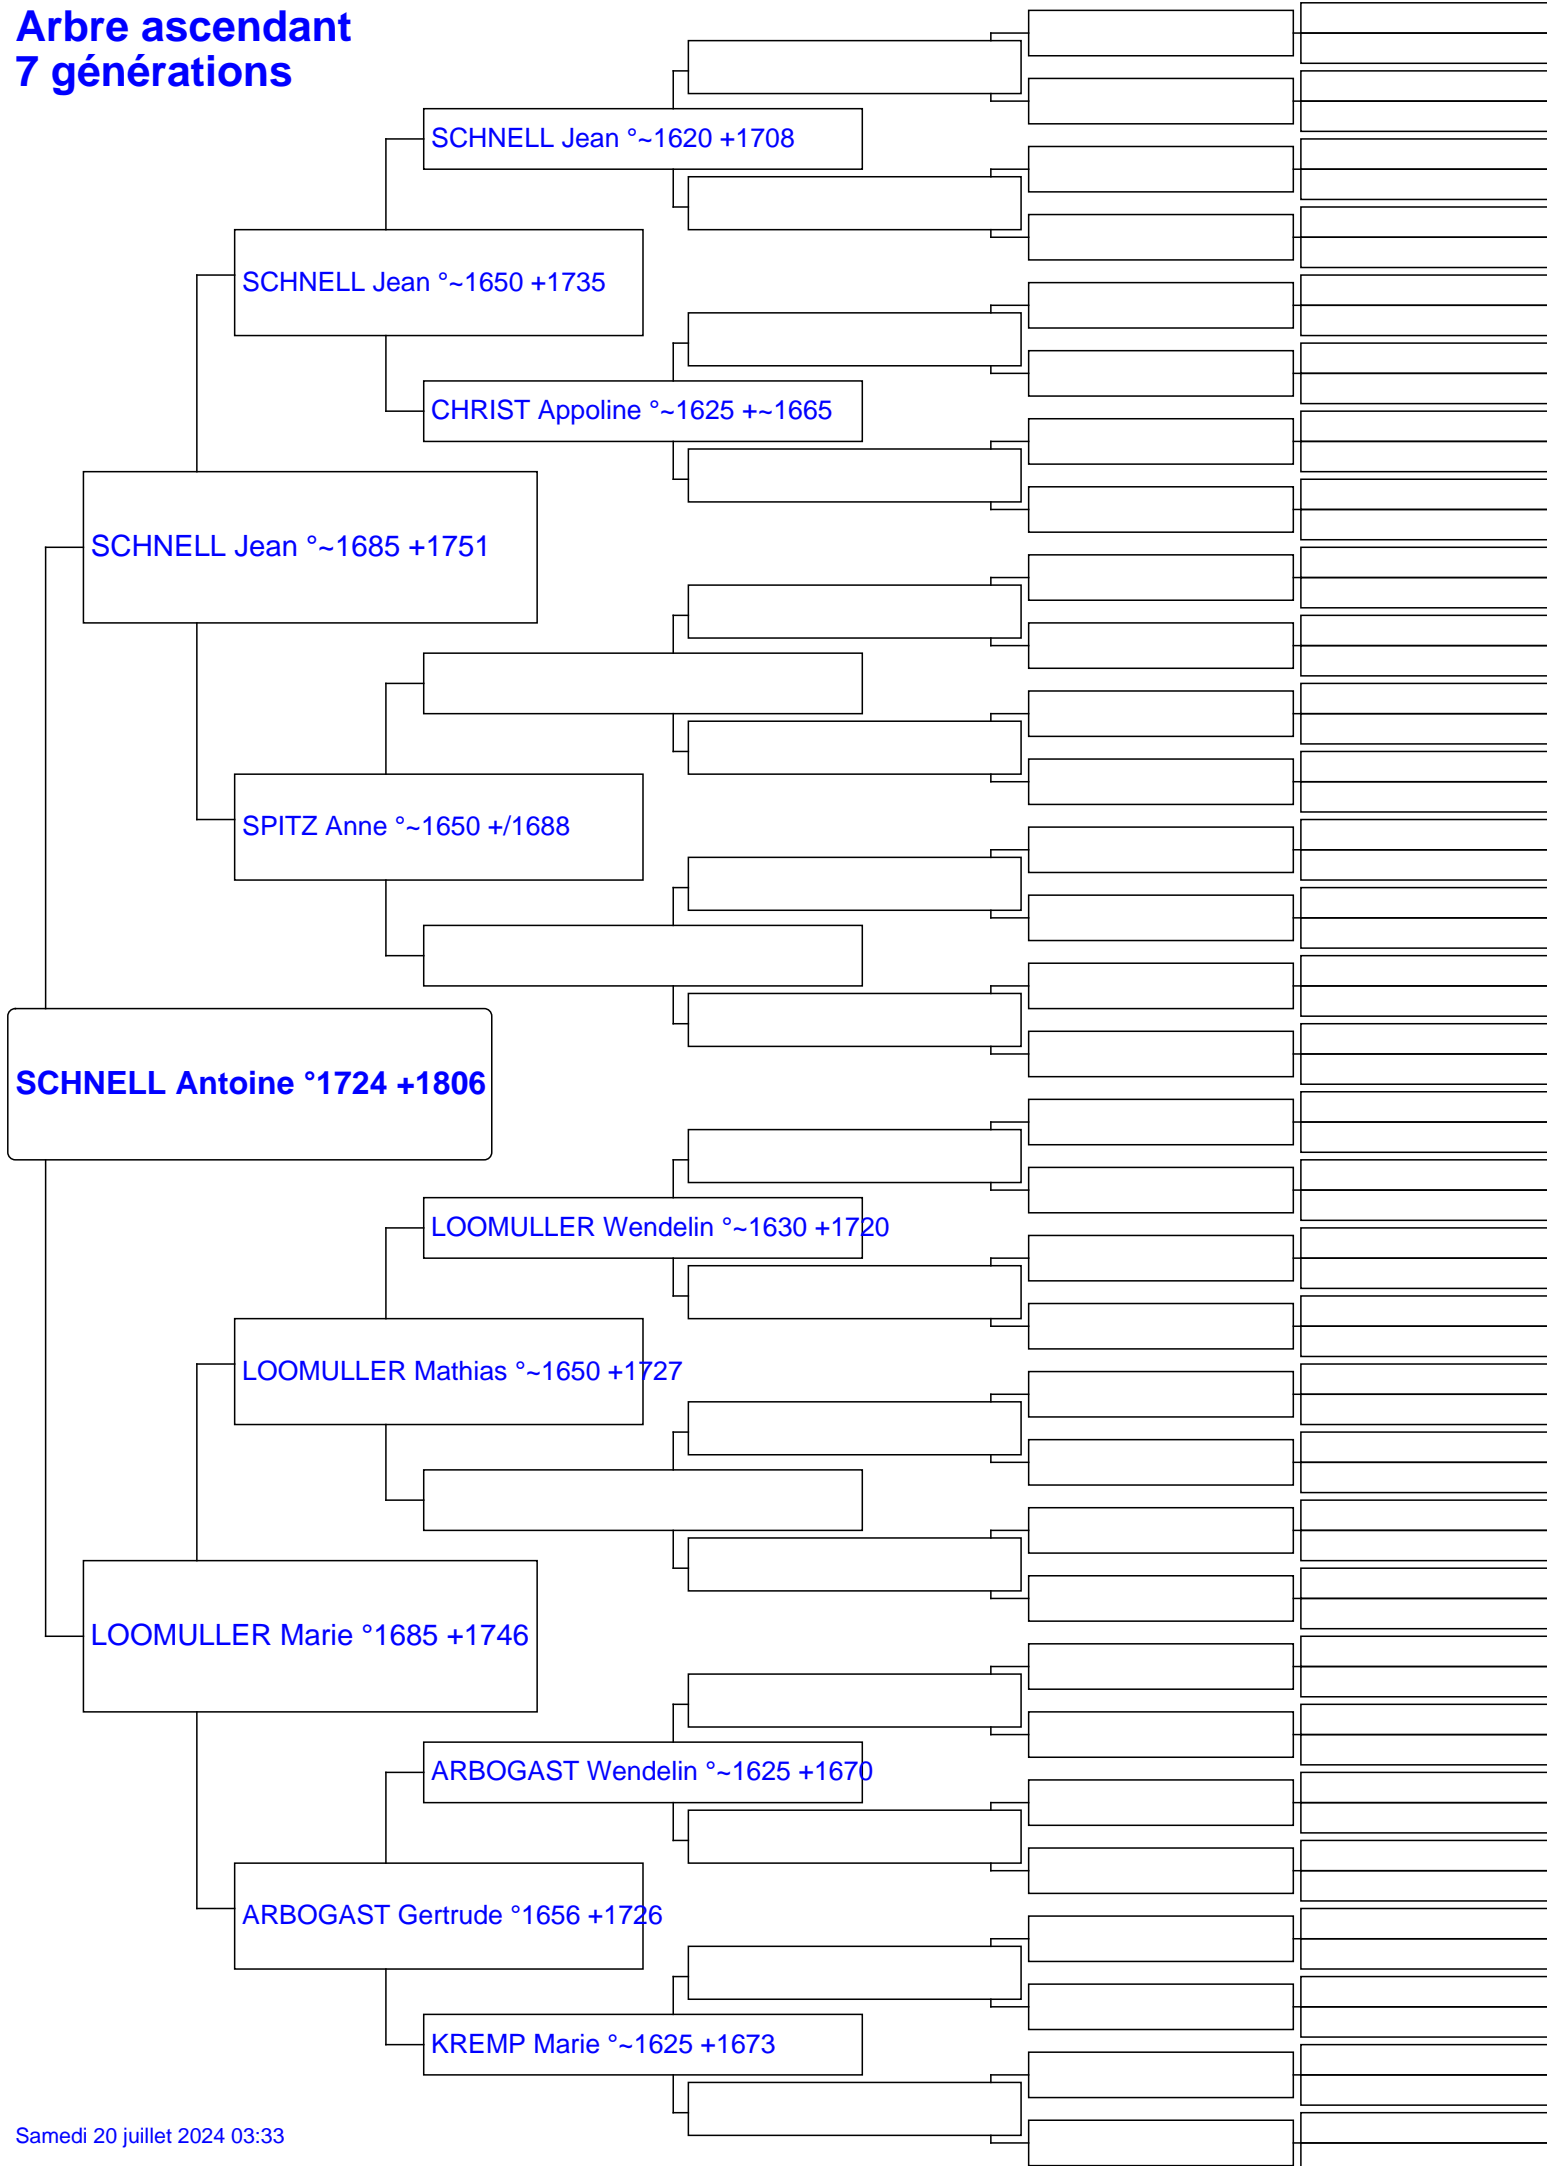 Arbre ascendant
7 générations
SCHNELL Jean °~1620 +1708
SCHNELL Jean °~1650 +1735
CHRIST Appoline °~1625 +~1665
SCHNELL Jean °~1685 +1751
SPITZ Anne °~1650 +/1688
SCHNELL Antoine °1724 +1806
LOOMULLER Wendelin °~1630 +1720
LOOMULLER Mathias °~1650 +1727
LOOMULLER Marie °1685 +1746
ARBOGAST Wendelin °~1625 +1670
ARBOGAST Gertrude °1656 +1726
KREMP Marie °~1625 +1673
Samedi 20 juillet 2024 03:33